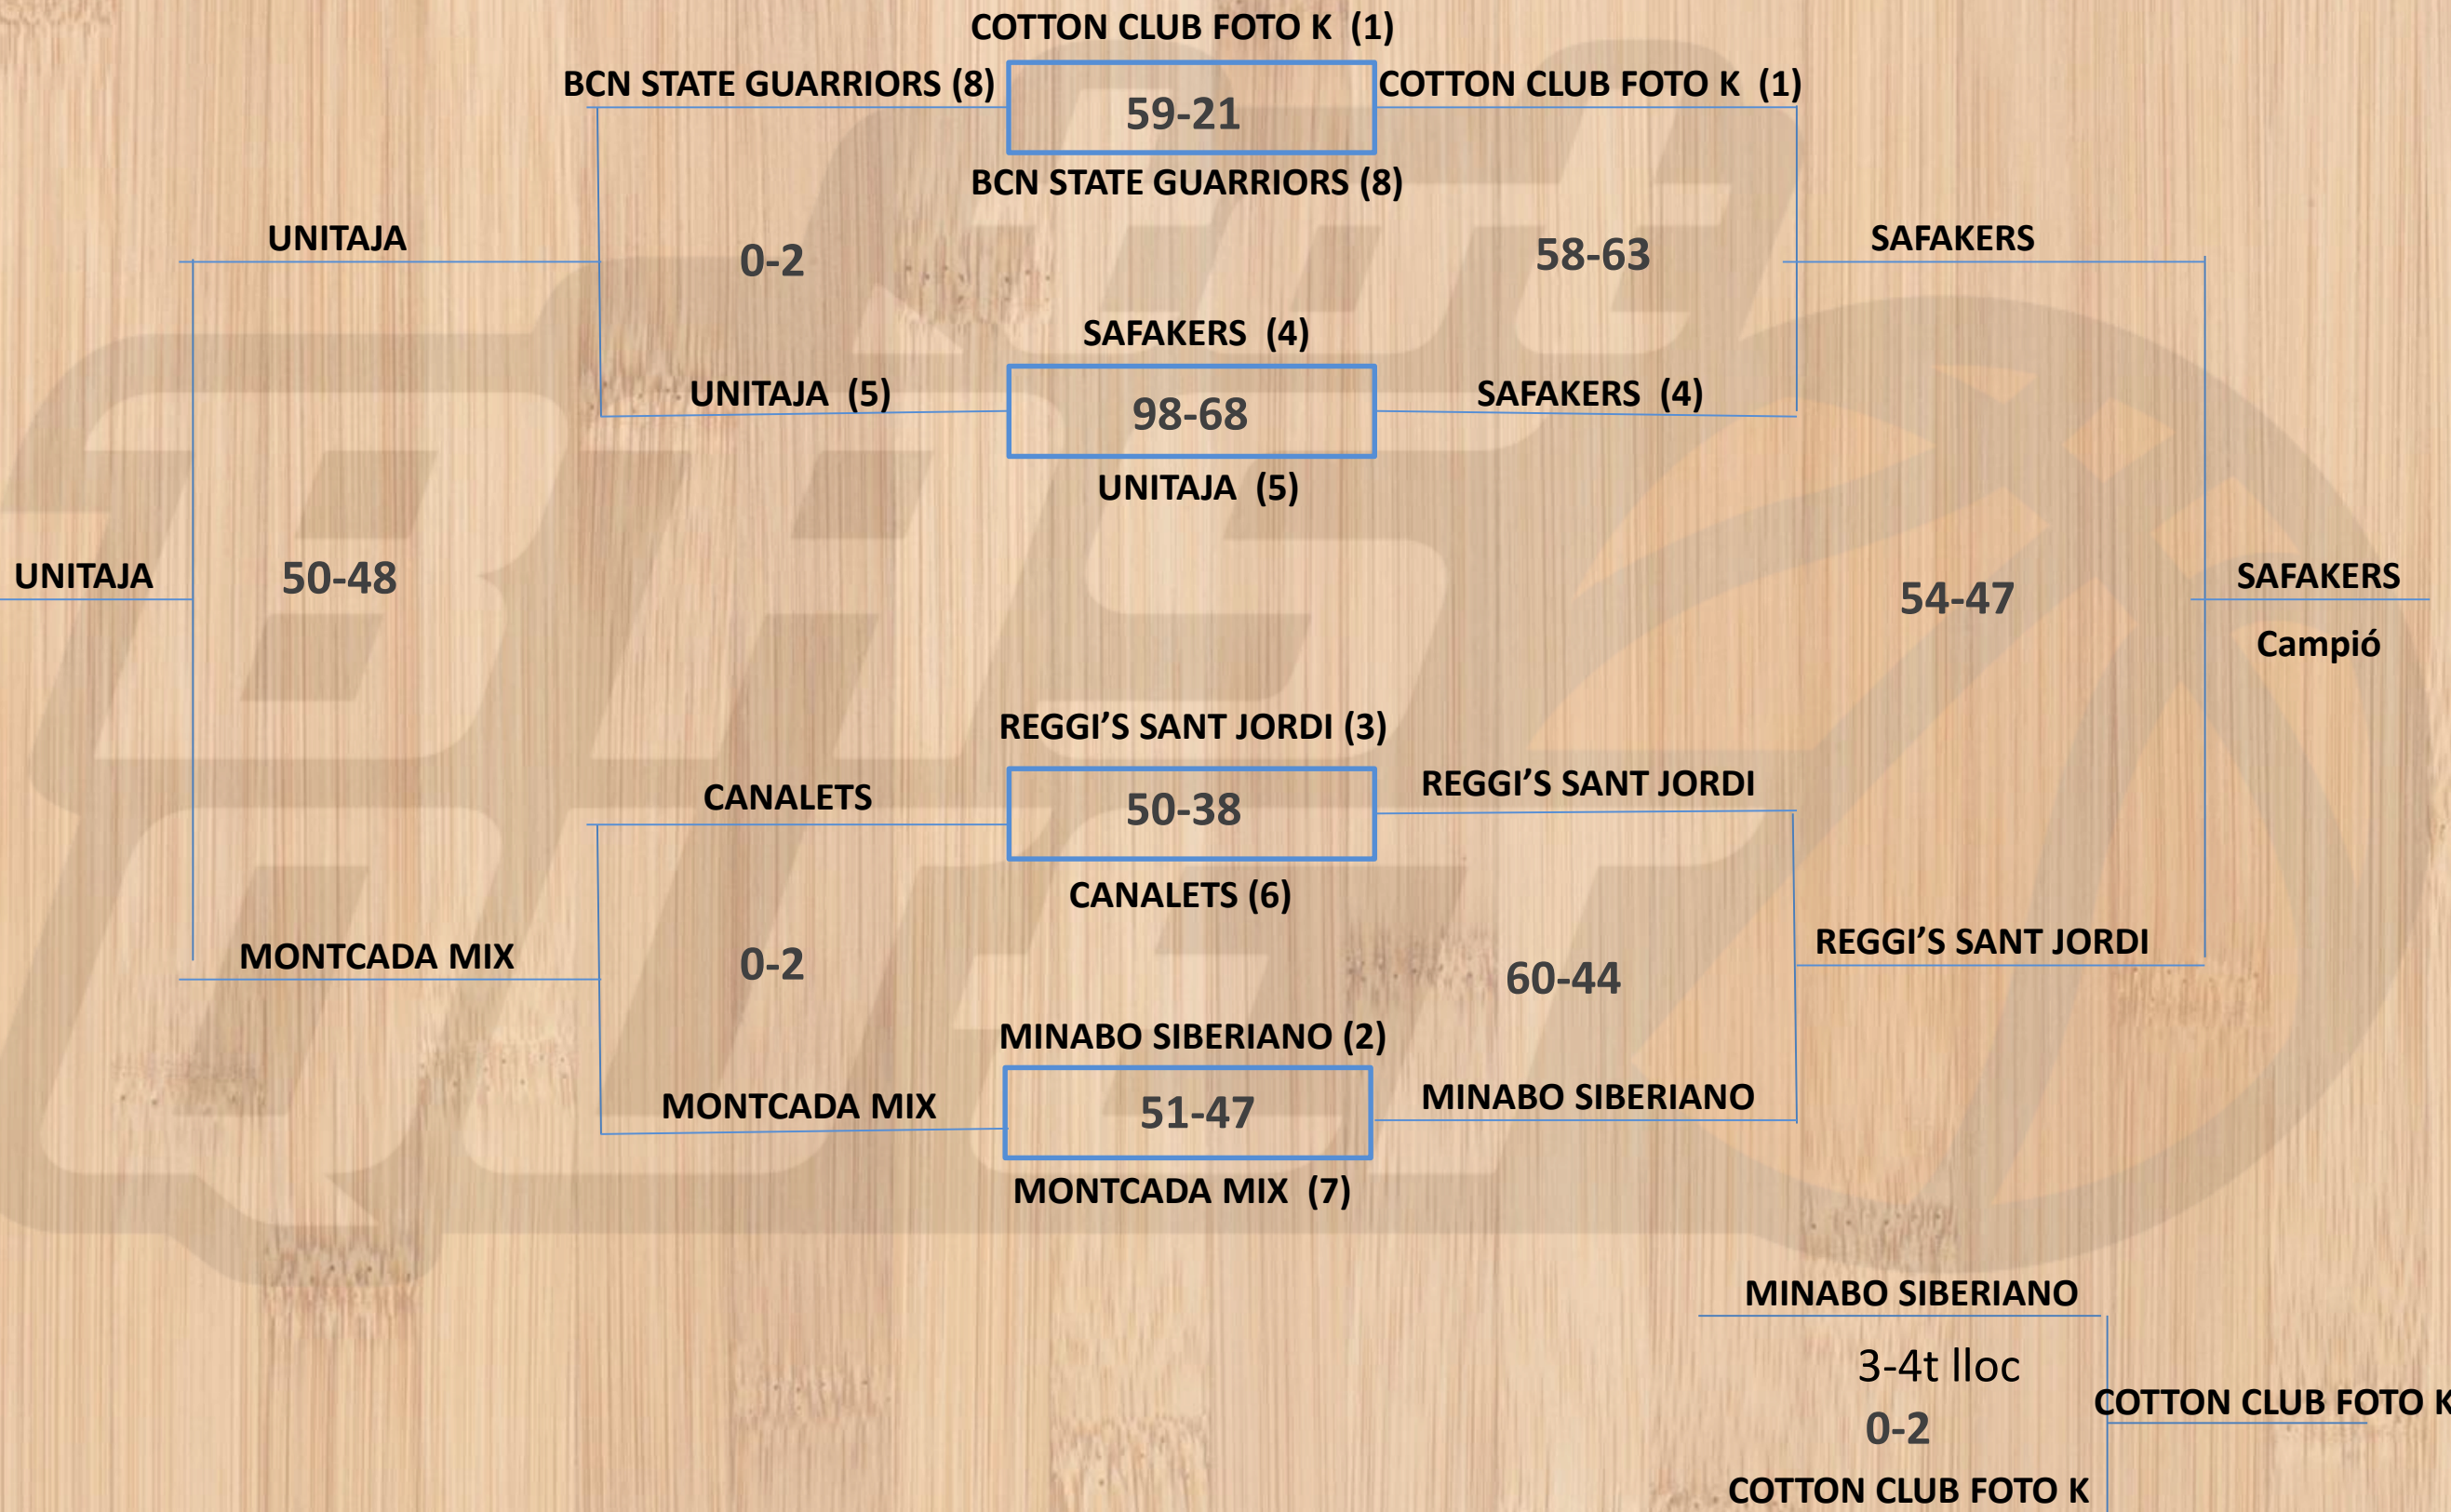 COTTON CLUB FOTO K (1)
BCN STATE GUARRIORS (8)
59-21
COTTON CLUB FOTO K (1)
BCN STATE GUARRIORS (8)
UNITAJA
0-2
58-63
SAFAKERS
SAFAKERS (4)
UNITAJA (5)
98-68
SAFAKERS (4)
UNITAJA (5)
UNITAJA
50-48
54-47
SAFAKERS
Campió
REGGI’S SANT JORDI (3)
CANALETS
50-38
REGGI’S SANT JORDI
CANALETS (6)
MONTCADA MIX
0-2
60-44
REGGI’S SANT JORDI
MINABO SIBERIANO (2)
MONTCADA MIX
51-47
MINABO SIBERIANO
MONTCADA MIX (7)
MINABO SIBERIANO
3-4t lloc
COTTON CLUB FOTO K
0-2
COTTON CLUB FOTO K